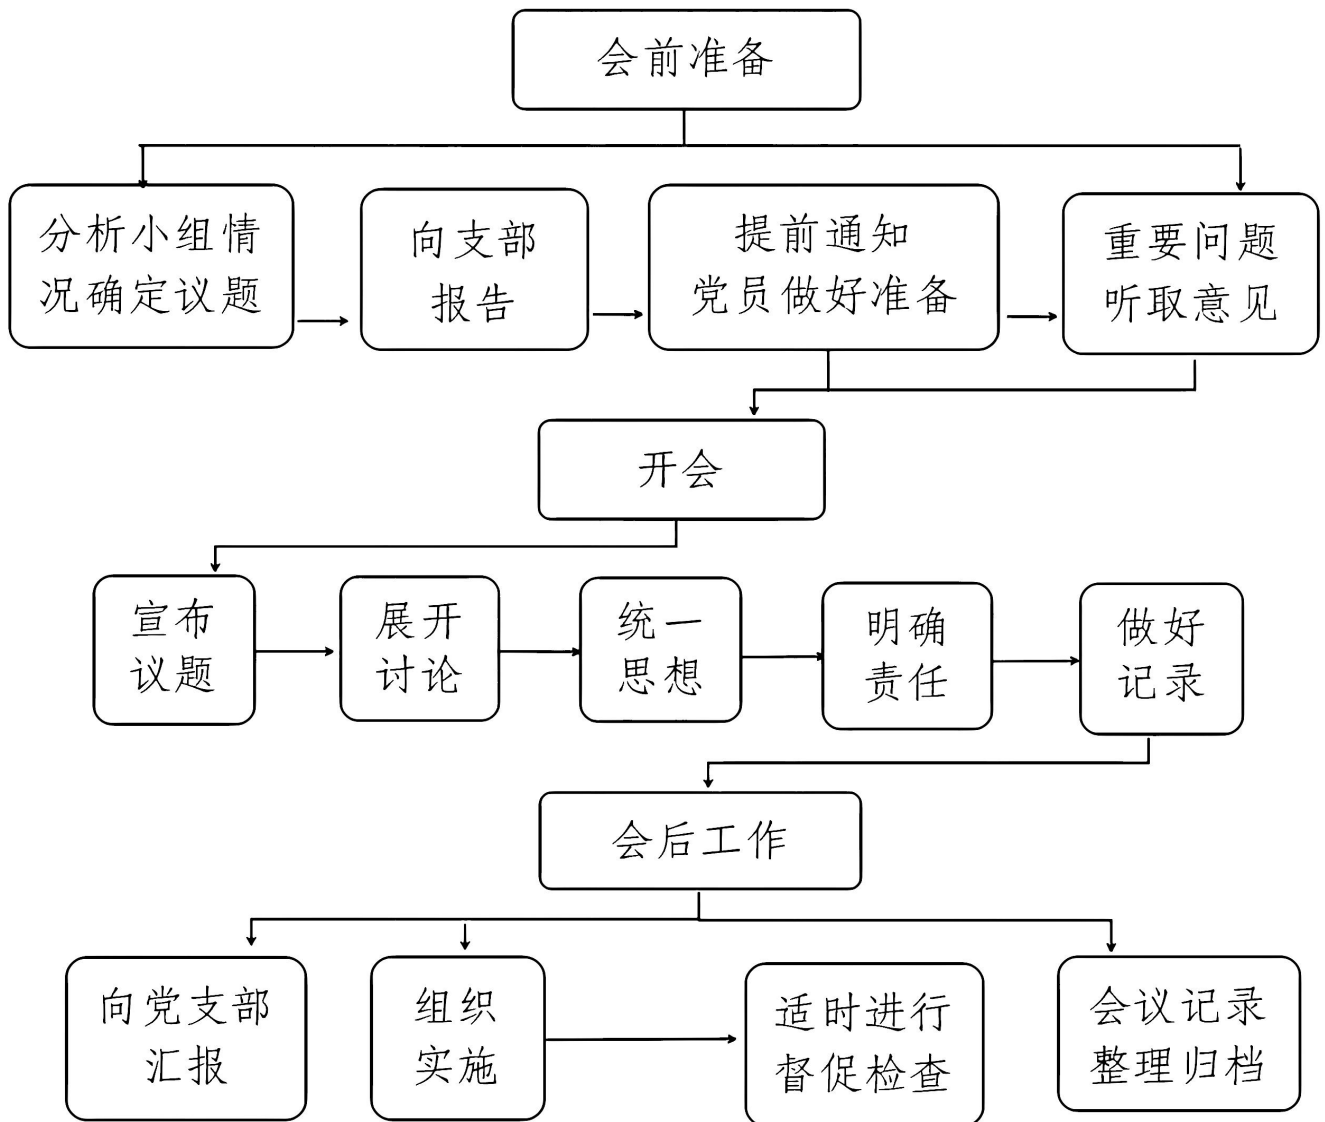 会前准备
分析小组情
况确定议题
向支部
报告
提前通知
党员做好准备
重要问题
听取意见
开会
宣布
议题
展开
讨论
统一
思想
明确
责任
做好
记录
会后工作
向党支部
汇报
组织
实施
适时进行
督促检查
会议记录
整理归档